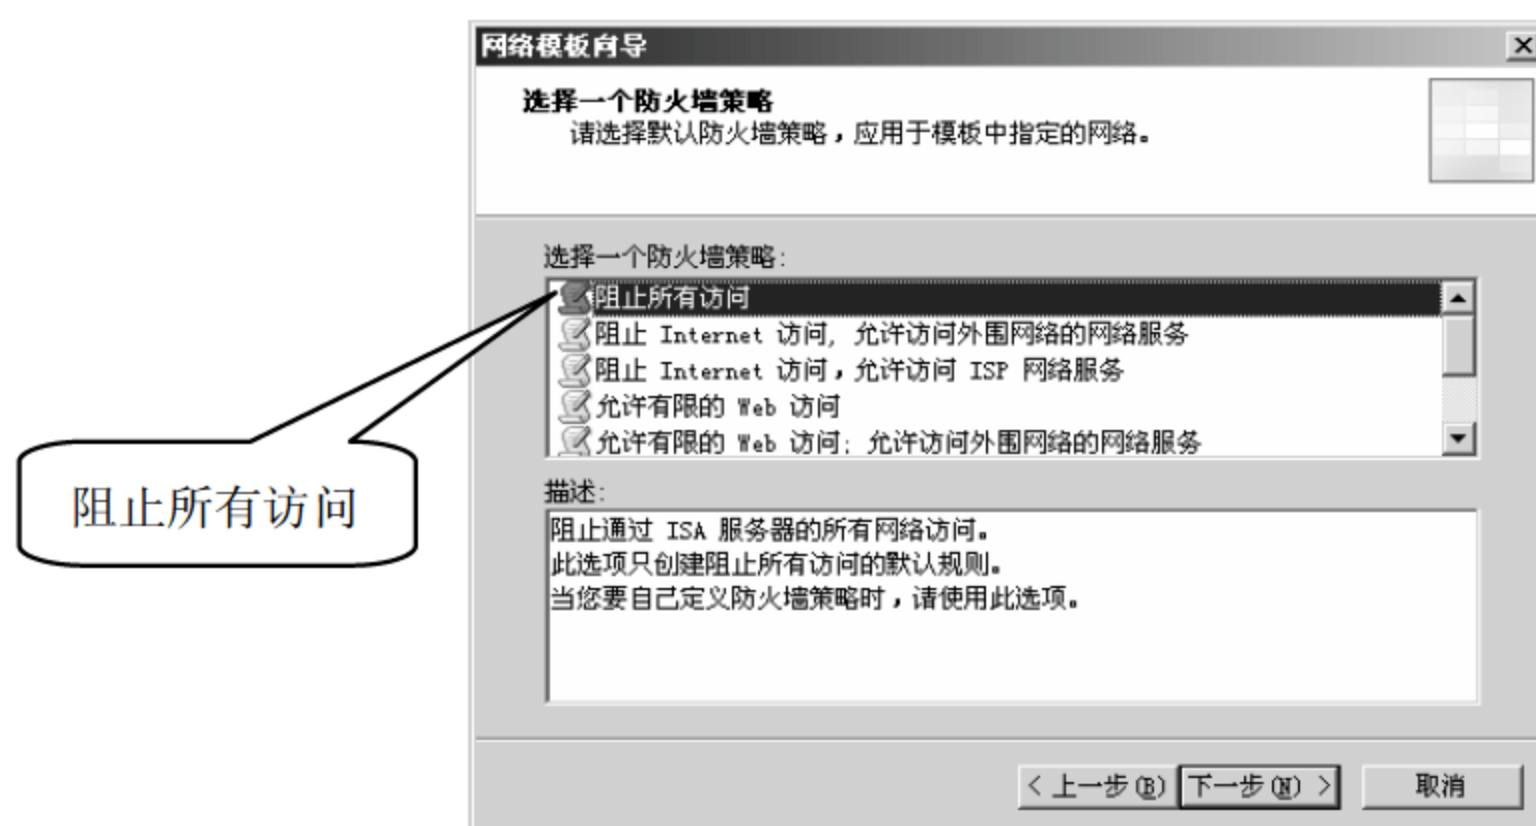 网络模板向导
选择一个防火墙策略
请选择默认防火墙策略，应用于模板中指定的网络。
选择一个防火墙策略:
阻止所有访问
阻止 Internet 访问, 允许访问外围网络的网络服务
阻止 Internet 访问，允许访问 ISP 网络服务
允许有限的 Web 访问
允许有限的 Web 访问: 允许访问外围网络的网络服务
阻止所有访问
描述:
阻止通过 ISA 服务器的所有网络访问。
此选项只创建阻止所有访问的默认规则。
当您要自己定义防火墙策略时，请使用此选项。
< 上一步(B) 下一步(N) > 取消